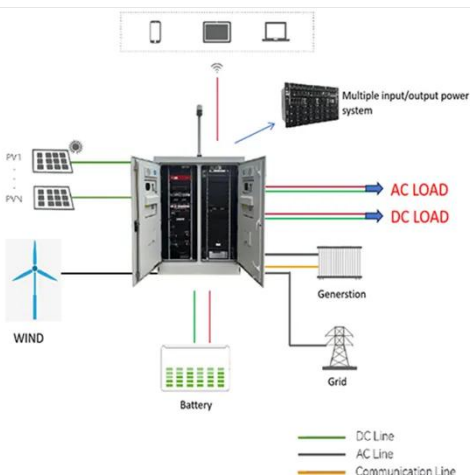 Multiple input/output power
system
PV1
PVN
AC LOAD
DC LOAD
WIND
Generstion
Battery
Grid
DC Line
AC Line
Communication Line